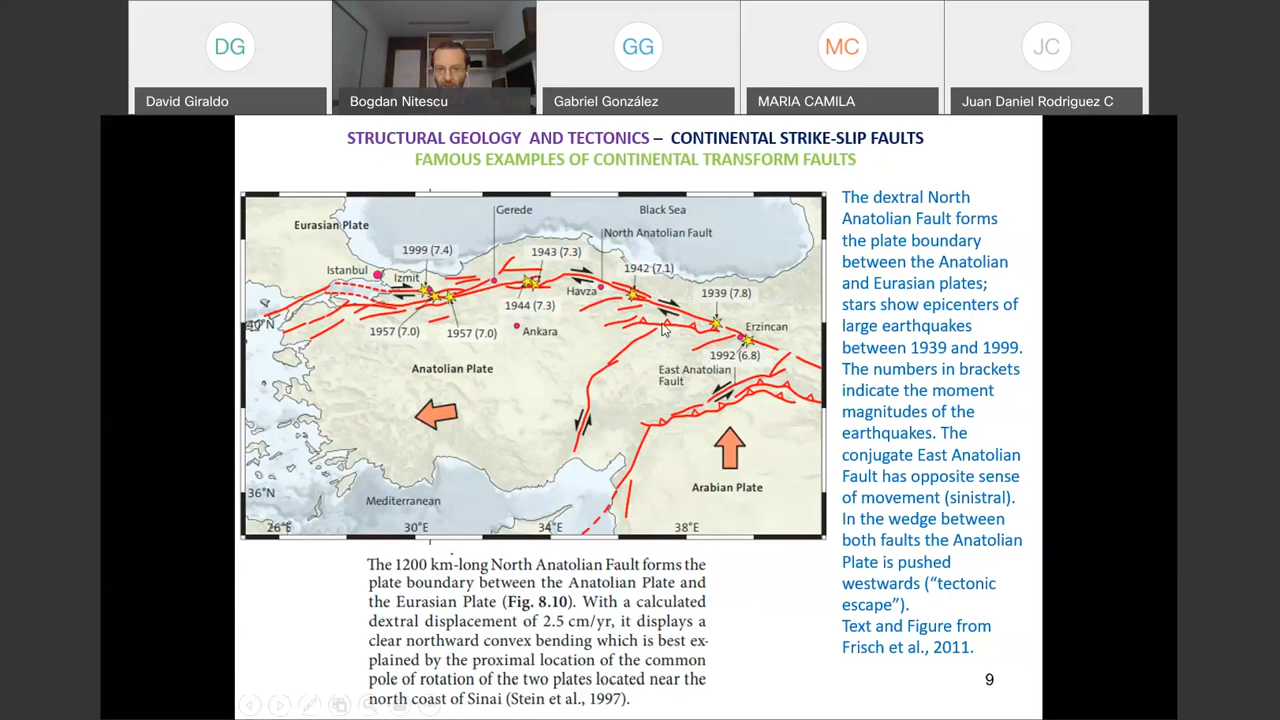 DG
GG
MC
JC
David Giraldo
Bogdan Nitescu
Gabriel González
MARIA CAMILA
Juan Daniel Rodriguez C
STRUCTURAL GEOLOGY AND TECTONICS – CONTINENTAL STRIKE-SLIP FAULTS
FAMOUS EXAMPLES OF CONTINENTAL TRANSFORM FAULTS
Eurasian Plate
Gerede
Black Sea
North Anatolian Fault
1999 (7.4)
1943 (7.3)
1942 (7.1)
Istanbul
Izmit
Havza
1939 (7.8)
1944 (7.3)
40°N
1957 (7.0)
1957 (7.0)
Ankara
Erzincan
1992 (6.8)
Anatolian Plate
East Anatolian
Fault
Arabian Plate
36°N
Mediterranean
26°E
30°E
34°E
38°E
The dextral North
Anatolian Fault forms
the plate boundary
between the Anatolian
and Eurasian plates;
stars show epicenters of
large earthquakes
between 1939 and 1999.
The numbers in brackets
indicate the moment
magnitudes of the
earthquakes. The
conjugate East Anatolian
Fault has opposite sense
of movement (sinistral).
In the wedge between
both faults the Anatolian
Plate is pushed
westwards (“tectonic
escape”).
Text and Figure from
Frisch et al., 2011.
The 1200 km-long North Anatolian Fault forms the
plate boundary between the Anatolian Plate and
the Eurasian Plate (Fig. 8.10). With a calculated
dextral displacement of 2.5 cm/yr, it displays a
clear northward convex bending which is best ex-
plained by the proximal location of the common
pole of rotation of the two plates located near the
north coast of Sinai (Stein et al., 1997).
9